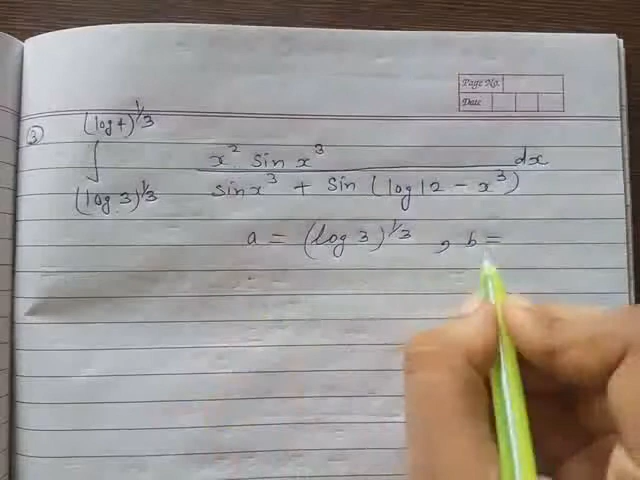 Page No.
Date
(3) ∫_{(log 3)^{1/3}}^{(log 4)^{1/3}} \frac{x² sin x³}{sin x³ + sin (log 12 - x³)} dx
a = (log 3)^{1/3} , b =